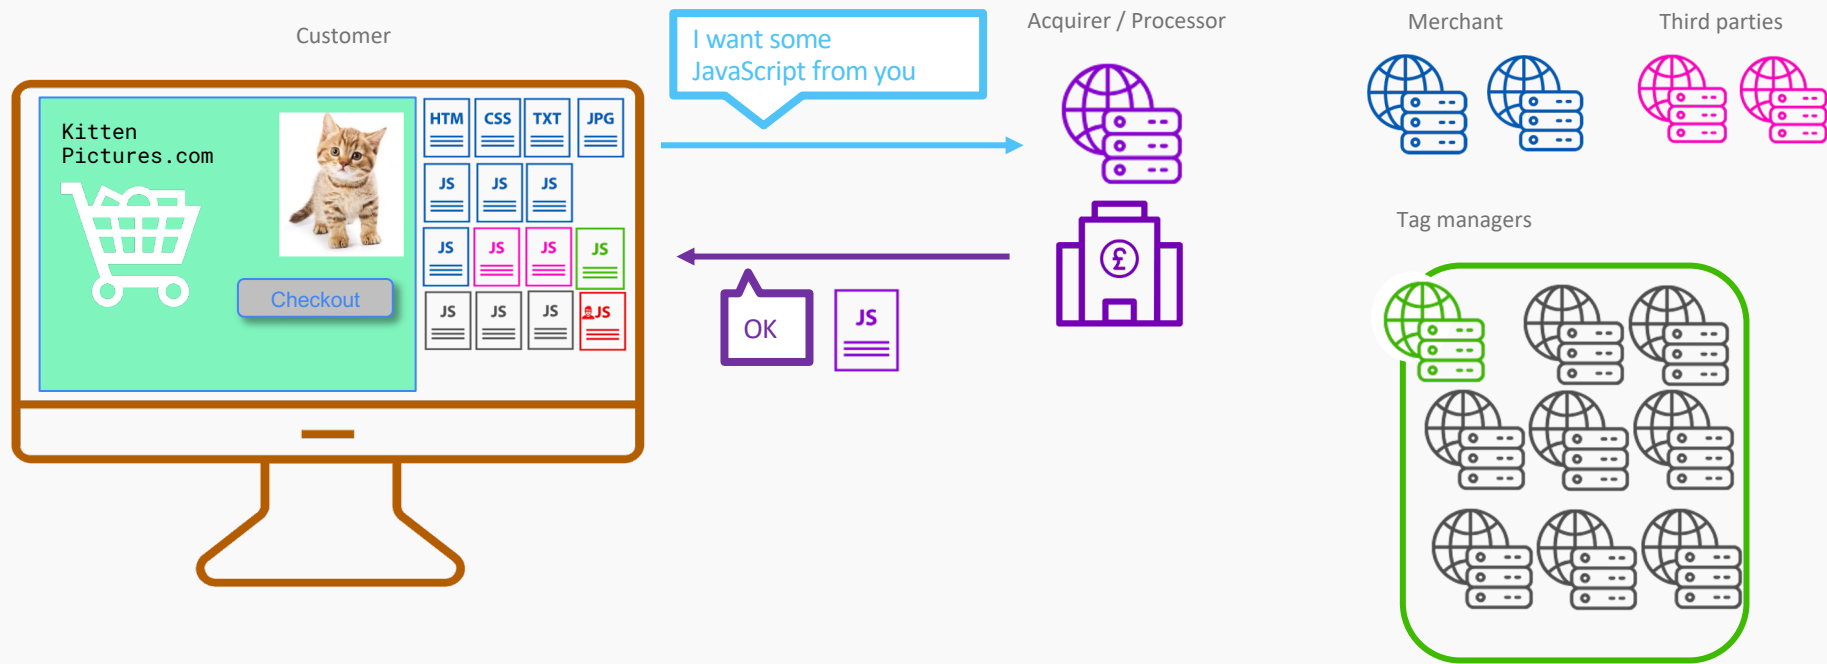 Customer
I want some
JavaScript from you
Acquirer / Processor
Merchant
Third parties
Kitten
Pictures.com
Checkout
HTM
CSS
TXT
JPG
JS
JS
JS
JS
JS
JS
JS
JS
JS
JS
JS
OK
JS
£
Tag managers